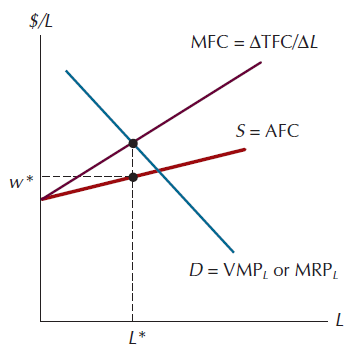 $/L
MFC = ΔTFC/ΔL
S = AFC
w*
D = VMP_L or MRP_L
L
L*